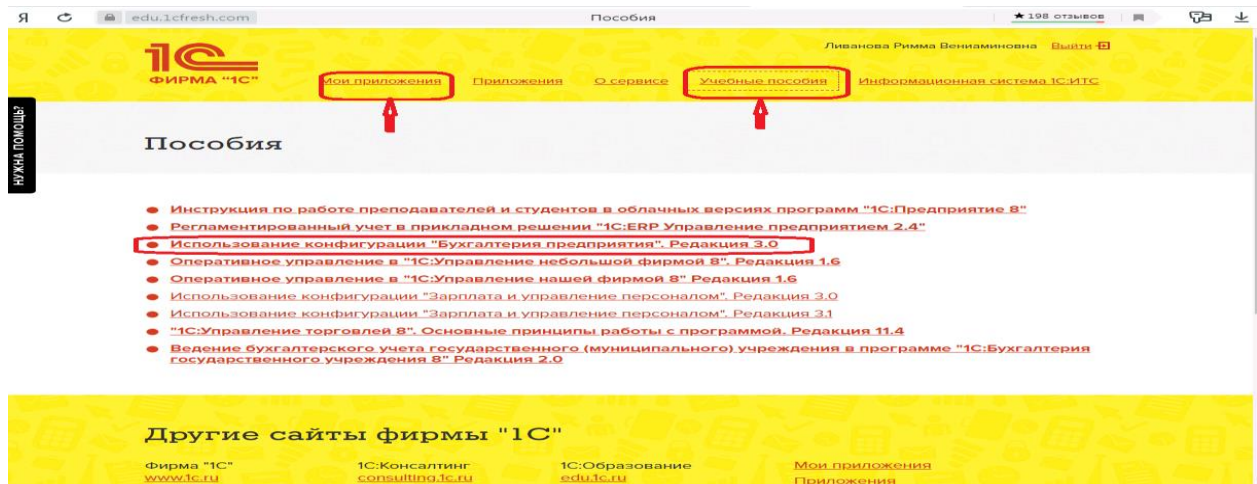 Я edu.1cfresh.com Пособия ★ 198 отзывов
Ливанова Римма Вениаминовна Выйти
1С
ФИРМА "1С"
Мои приложения Приложения О сервисе Учебные пособия Информационная система 1С:ИТС
НУЖНА ПОМОЩЬ?
Пособия
Инструкция по работе преподавателей и студентов в облачных версиях программ "1С:Предприятие 8"
Регламентированный учет в прикладном решении "1С:ERP Управление предприятием 2.4"
Использование конфигурации "Бухгалтерия предприятия". Редакция 3.0
Оперативное управление в "1С:Управление небольшой фирмой 8". Редакция 1.6
Оперативное управление в "1С:Управление нашей фирмой 8" Редакция 1.6
Использование конфигурации "Зарплата и управление персоналом". Редакция 3.0
Использование конфигурации "Зарплата и управление персоналом". Редакция 3.1
"1С:Управление торговлей 8". Основные принципы работы с программой. Редакция 11.4
Ведение бухгалтерского учета государственного (муниципального) учреждения в программе "1С:Бухгалтерия
государственного учреждения 8" Редакция 2.0
Другие сайты фирмы "1С"
Фирма "1С" 1С:Консалтинг 1С:Образование Мои приложения
www.1c.ru consulting.1c.ru edu.1c.ru Приложения